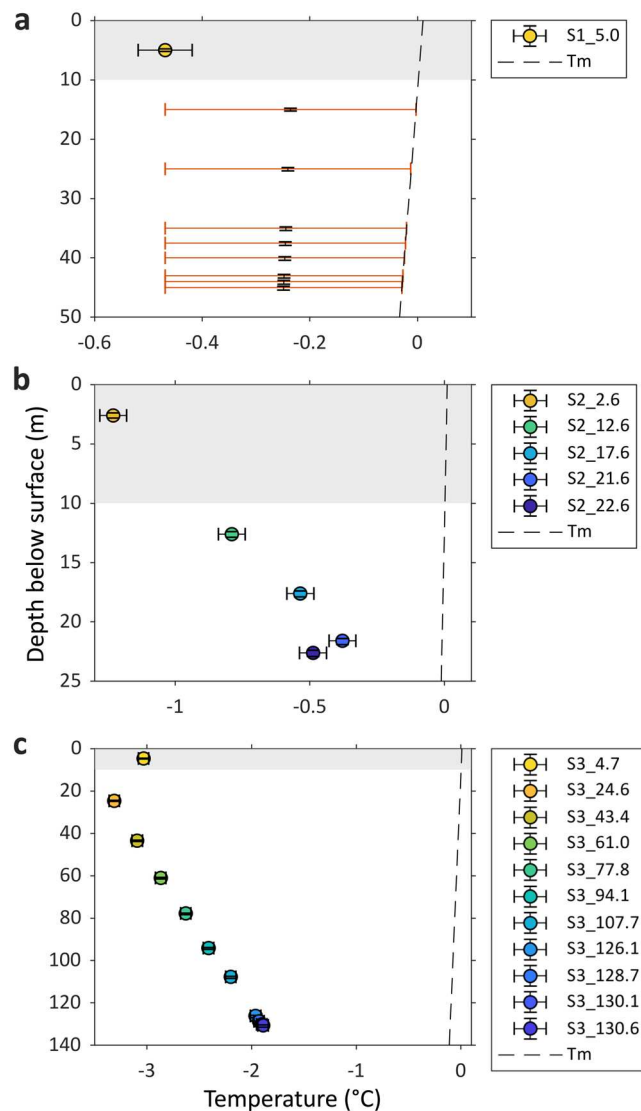 a
0
10
20
30
40
50
-0.6
-0.4
-0.2
0
S1_5.0
Tm
b
Depth below surface (m)
0
5
10
15
20
25
-1
-0.5
0
S2_2.6
S2_12.6
S2_17.6
S2_21.6
S2_22.6
Tm
c
0
20
40
60
80
100
120
140
-3
-2
-1
0
Temperature (°C)
S3_4.7
S3_24.6
S3_43.4
S3_61.0
S3_77.8
S3_94.1
S3_107.7
S3_126.1
S3_128.7
S3_130.1
S3_130.6
Tm